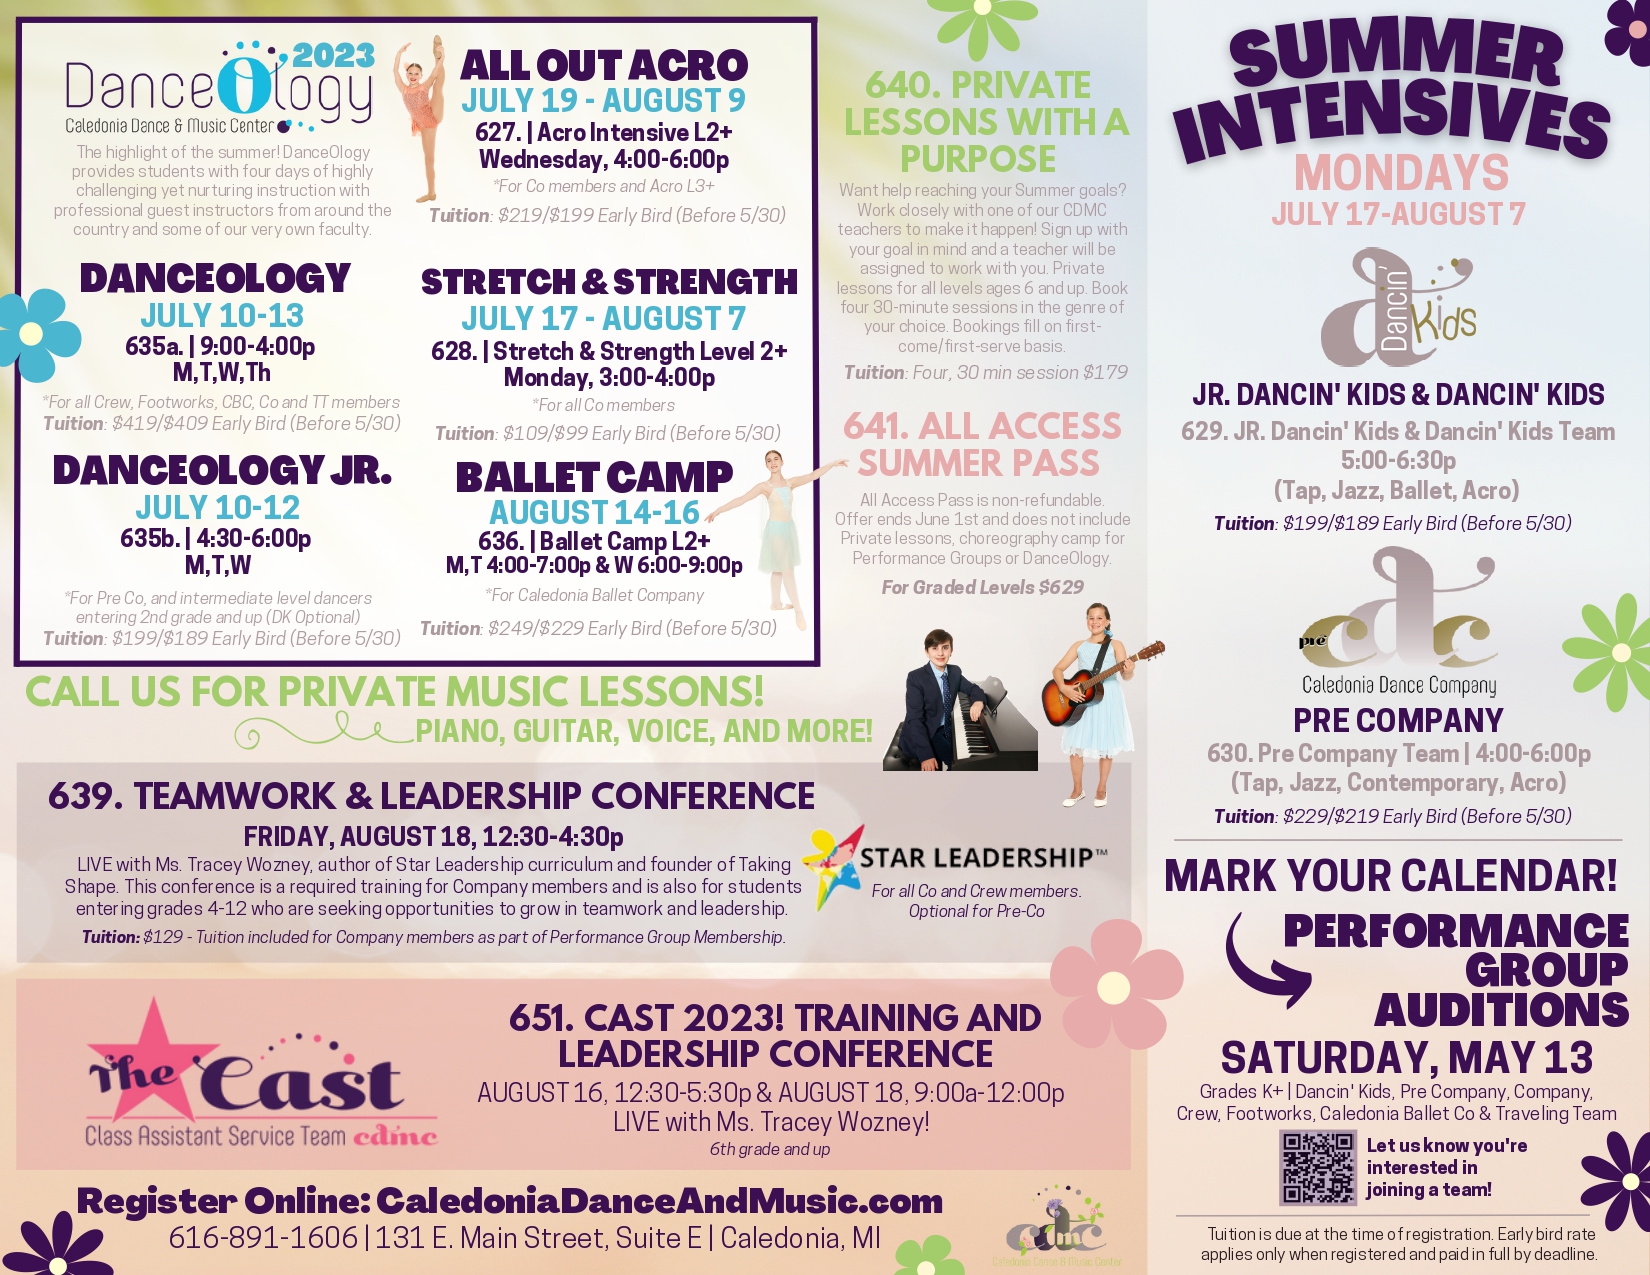 DanceOlogy 2023
Caledonia Dance & Music Center
The highlight of the summer! DanceOlogy
provides students with four days of highly
challenging yet nurturing instruction with
professional guest instructors from around the
country and some of our very own faculty.
DANCEOLOGY
JULY 10-13
635a. | 9:00-4:00p
M,T,W,Th
*For all Crew, Footworks, CBC, Co and TT members
Tuition: $419/$409 Early Bird (Before 5/30)
DANCEOLOGY JR.
JULY 10-12
635b. | 4:30-6:00p
M,T,W
*For Pre Co, and intermediate level dancers
entering 2nd grade and up (DK Optional)
Tuition: $199/$189 Early Bird (Before 5/30)
ALL OUT ACRO
JULY 19 - AUGUST 9
627. | Acro Intensive L2+
Wednesday, 4:00-6:00p
*For Co members and Acro L3+
Tuition: $219/$199 Early Bird (Before 5/30)
STRETCH & STRENGTH
JULY 17 - AUGUST 7
628. | Stretch & Strength Level 2+
Monday, 3:00-4:00p
*For all Co members
Tuition: $109/$99 Early Bird (Before 5/30)
BALLET CAMP
AUGUST 14-16
636. | Ballet Camp L2+
M,T 4:00-7:00p & W 6:00-9:00p
*For Caledonia Ballet Company
Tuition: $249/$229 Early Bird (Before 5/30)
640. PRIVATE
LESSONS WITH A
PURPOSE
Want help reaching your Summer goals?
Work closely with one of our CDMC
teachers to make it happen! Sign up with
your goal in mind and a teacher will be
assigned to work with you. Private
lessons for all levels ages 6 and up. Book
four 30-minute sessions in the genre of
your choice. Bookings fill on first-
come/first-serve basis.
Tuition: Four, 30 min session $179
641. ALL ACCESS
SUMMER PASS
All Access Pass is non-refundable.
Offer ends June 1st and does not include
Private lessons, choreography camp for
Performance Groups or DanceOlogy.
For Graded Levels $629
CALL US FOR PRIVATE MUSIC LESSONS!
PIANO, GUITAR, VOICE, AND MORE!
639. TEAMWORK & LEADERSHIP CONFERENCE
FRIDAY, AUGUST 18, 12:30-4:30p
LIVE with Ms. Tracey Wozney, author of Star Leadership curriculum and founder of Taking
Shape. This conference is a required training for Company members and is also for students
entering grades 4-12 who are seeking opportunities to grow in teamwork and leadership.
Tuition: $129 - Tuition included for Company members as part of Performance Group Membership.
STAR LEADERSHIP™
For all Co and Crew members.
Optional for Pre-Co
The Cast
Class Assistant Service Team cdmc
651. CAST 2023! TRAINING AND
LEADERSHIP CONFERENCE
AUGUST 16, 12:30-5:30p & AUGUST 18, 9:00a-12:00p
LIVE with Ms. Tracey Wozney!
6th grade and up
Register Online: CaledoniaDanceAndMusic.com
616-891-1606 | 131 E. Main Street, Suite E | Caledonia, MI
cdmc
Caledonia Dance & Music Center
SUMMER
INTENSIVES
MONDAYS
JULY 17-AUGUST 7
d Dancin' Kids
JR. DANCIN' KIDS & DANCIN' KIDS
629. JR. Dancin' Kids & Dancin' Kids Team
5:00-6:30p
(Tap, Jazz, Ballet, Acro)
Tuition: $199/$189 Early Bird (Before 5/30)
pre cdc
Caledonia Dance Company
PRE COMPANY
630. Pre Company Team | 4:00-6:00p
(Tap, Jazz, Contemporary, Acro)
Tuition: $229/$219 Early Bird (Before 5/30)
MARK YOUR CALENDAR!
PERFORMANCE
GROUP
AUDITIONS
SATURDAY, MAY 13
Grades K+ | Dancin' Kids, Pre Company, Company,
Crew, Footworks, Caledonia Ballet Co & Traveling Team
Let us know you're
interested in
joining a team!
Tuition is due at the time of registration. Early bird rate
applies only when registered and paid in full by deadline.